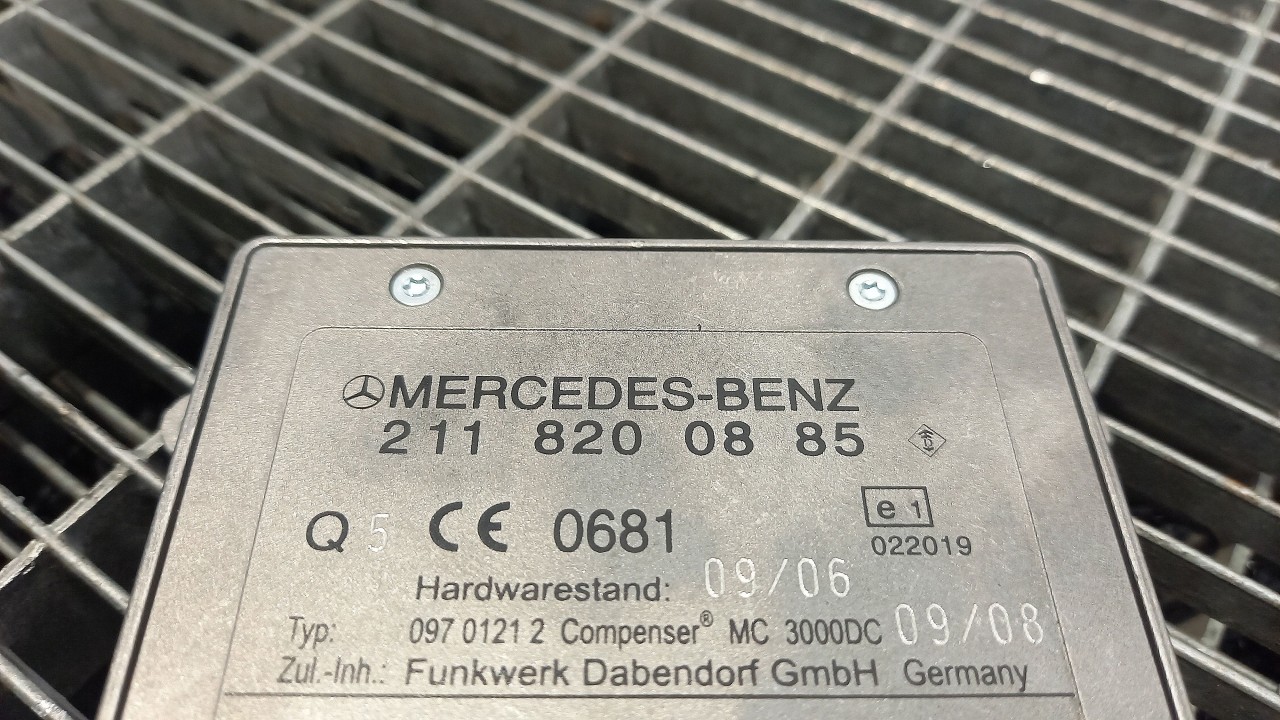 MERCEDES-BENZ
211 820 08 85
Q 5 CE 0681 e1
022019
Hardwarestand: 09/06
Typ: 097 0121 2 Compenser® MC 3000DC 09/08
Zul.-Inh.: Funkwerk Dabendorf GmbH Germany